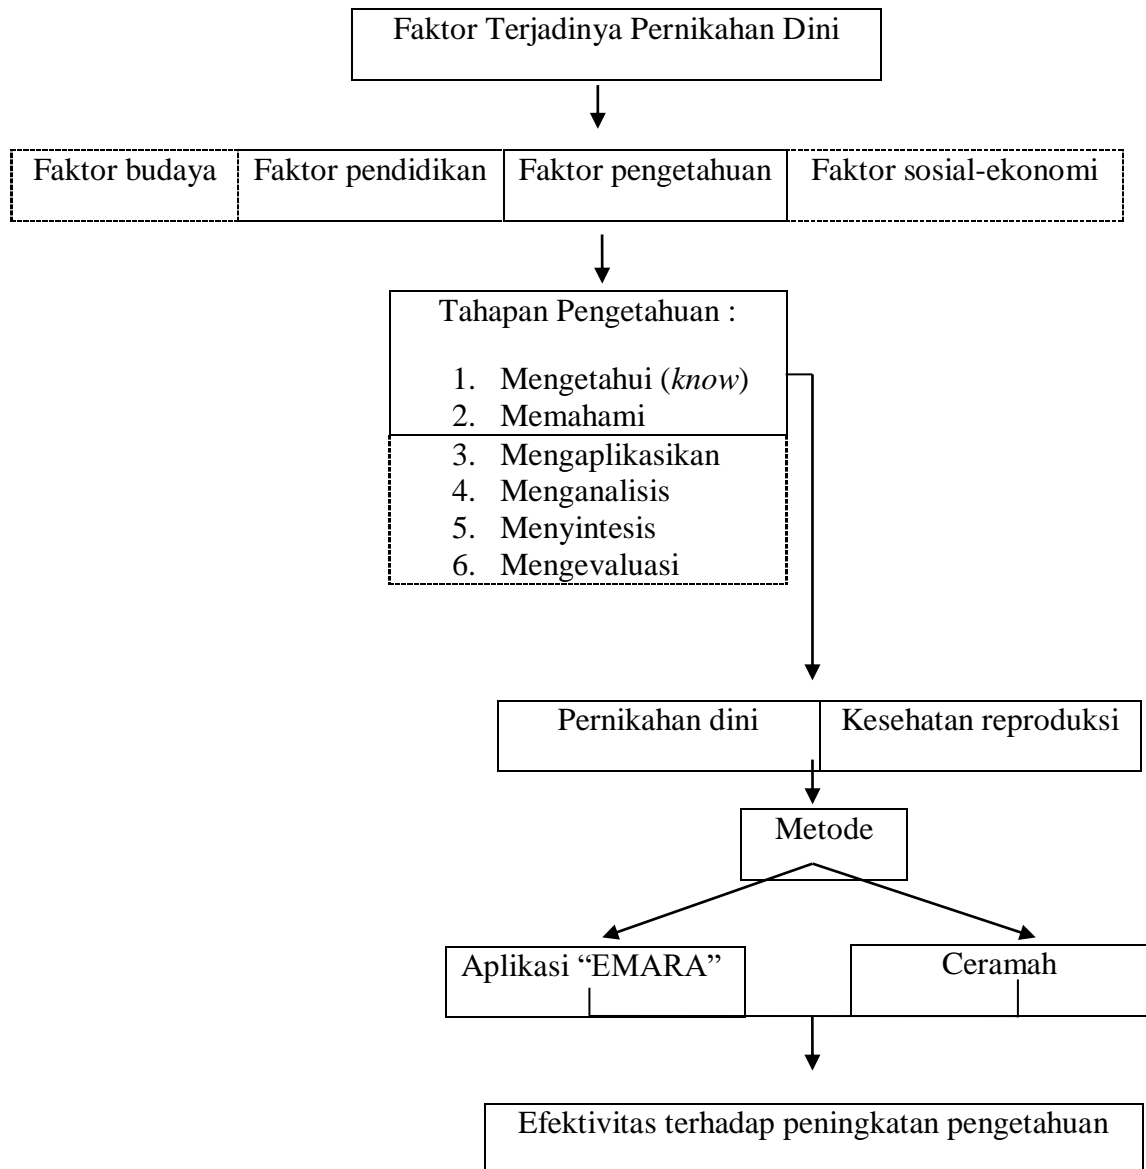 Faktor Terjadinya Pernikahan Dini
Faktor budaya
Faktor pendidikan
Faktor pengetahuan
Faktor sosial-ekonomi
Tahapan Pengetahuan :
1. Mengetahui (know)
2. Memahami
3. Mengaplikasikan
4. Menganalisis
5. Menyintesis
6. Mengevaluasi
Pernikahan dini
Kesehatan reproduksi
Metode
Aplikasi “EMARA”
Ceramah
Efektivitas terhadap peningkatan pengetahuan